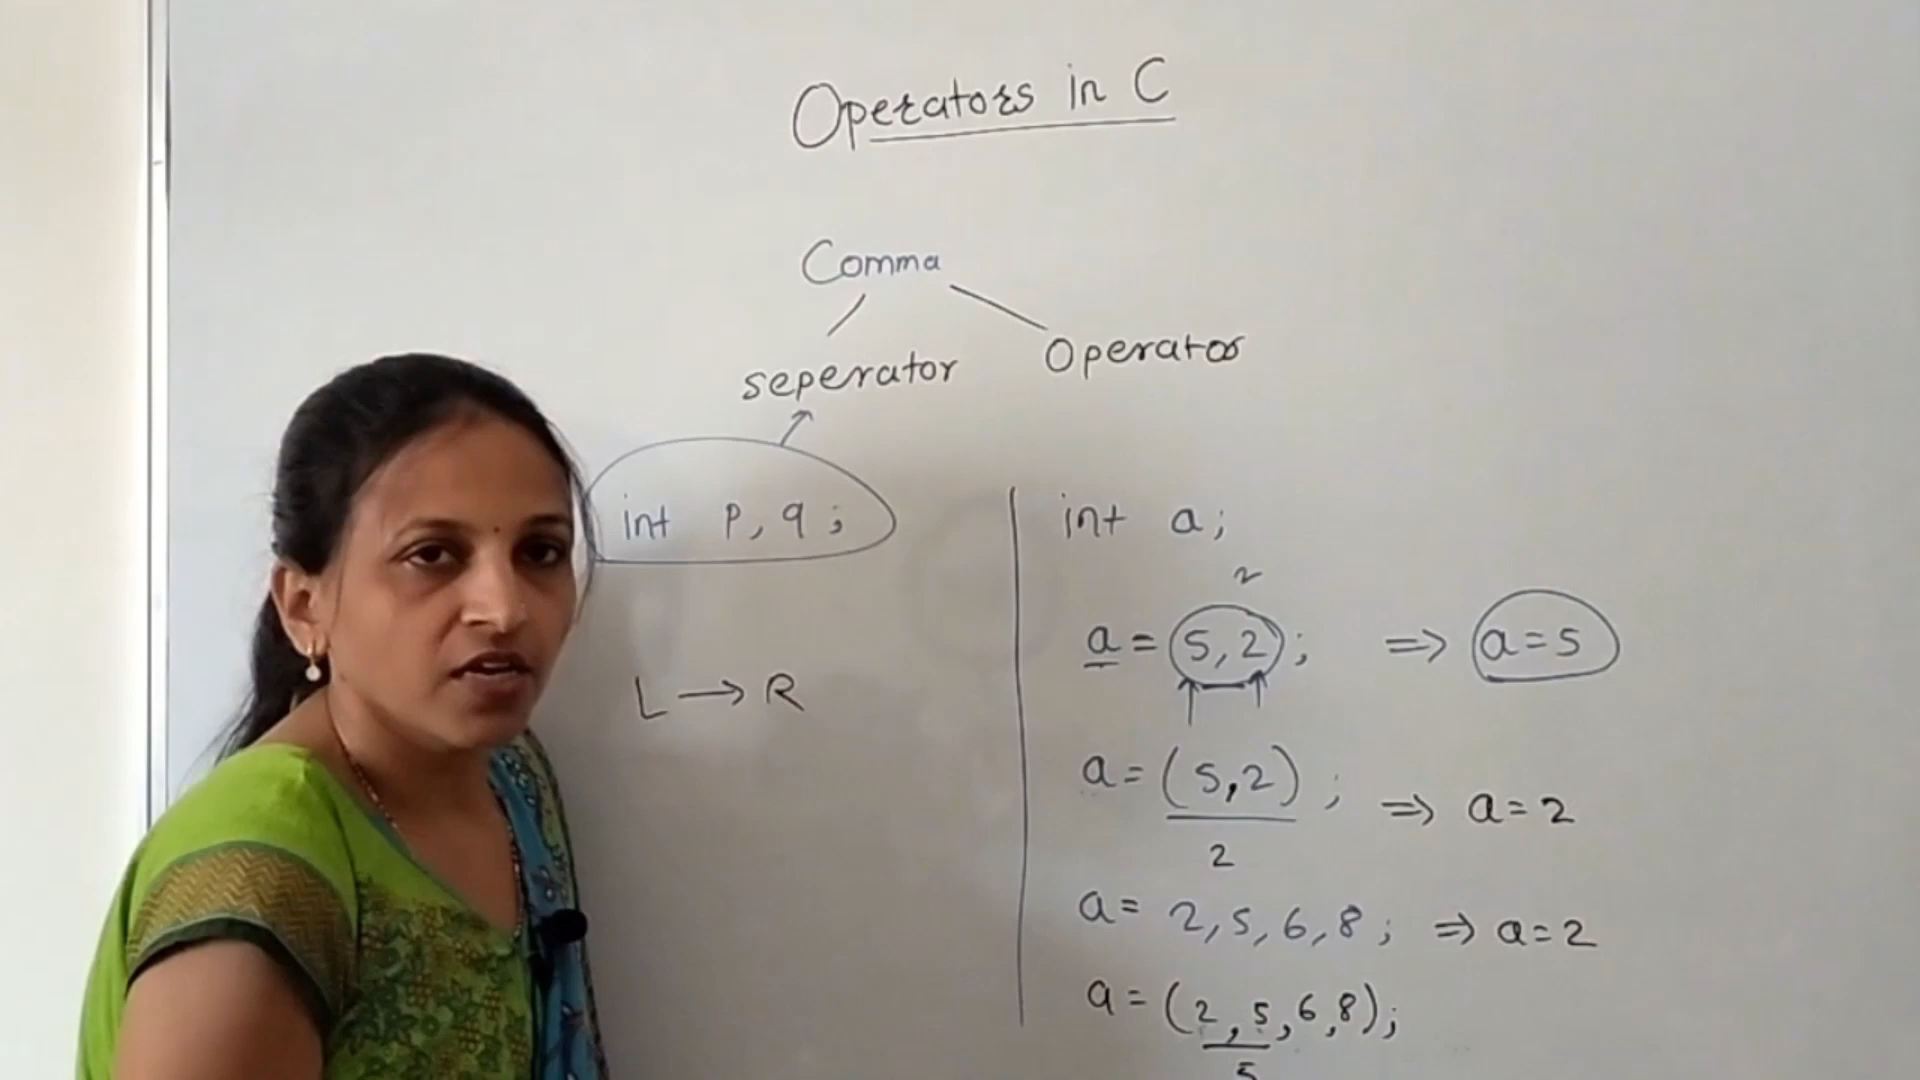 Operators in C
Comma
seperator
Operator
int p, q ;
L → R
int a;
2
a = 5, 2 ; ⇒ a = 5
a = (5, 2) ; ⇒ a = 2
2
a = 2, 5, 6, 8 ; ⇒ a = 2
a = (2, 5, 6, 8);
5